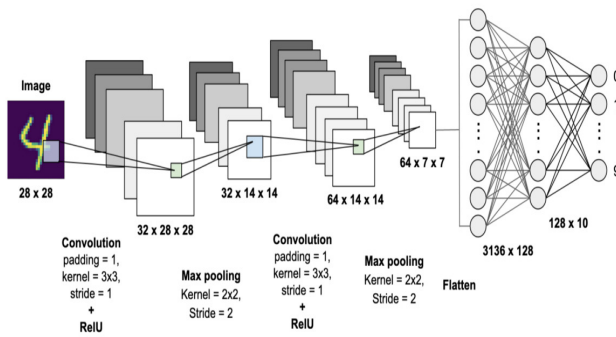 Image
28 x 28
32 x 28 x 28
32 x 14 x 14
64 x 14 x 14
64 x 7 x 7
3136 x 128
128 x 10
Convolution
padding = 1,
kernel = 3x3,
stride = 1
+
RelU
Max pooling
Kernel = 2x2,
Stride = 2
Convolution
padding = 1,
kernel = 3x3,
stride = 1
+
RelU
Max pooling
Kernel = 2x2,
Stride = 2
Flatten